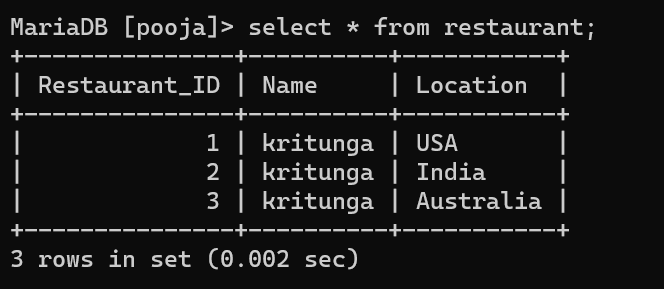 MariaDB [pooja]> select * from restaurant;
+---------------+----------+-----------+
| Restaurant_ID | Name     | Location  |
+---------------+----------+-----------+
|             1 | kritunga | USA       |
|             2 | kritunga | India     |
|             3 | kritunga | Australia |
+---------------+----------+-----------+
3 rows in set (0.002 sec)